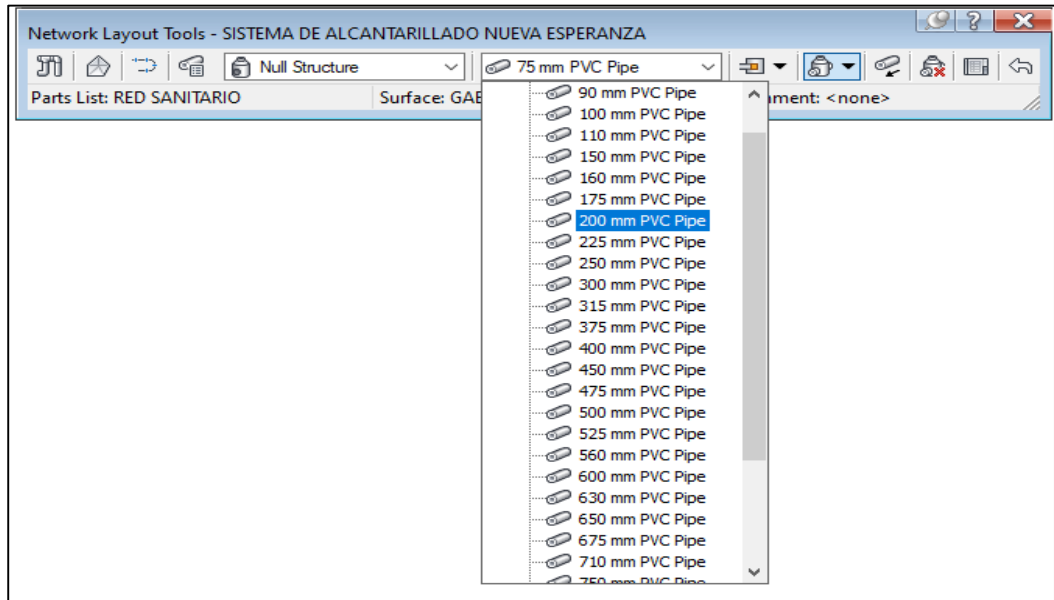 Network Layout Tools - SISTEMA DE ALCANTARILLADO NUEVA ESPERANZA
Null Structure 75 mm PVC Pipe
Parts List: RED SANITARIO Surface: ment: <none>
90 mm PVC Pipe
100 mm PVC Pipe
110 mm PVC Pipe
150 mm PVC Pipe
160 mm PVC Pipe
175 mm PVC Pipe
200 mm PVC Pipe
225 mm PVC Pipe
250 mm PVC Pipe
300 mm PVC Pipe
315 mm PVC Pipe
375 mm PVC Pipe
400 mm PVC Pipe
450 mm PVC Pipe
475 mm PVC Pipe
500 mm PVC Pipe
525 mm PVC Pipe
560 mm PVC Pipe
600 mm PVC Pipe
630 mm PVC Pipe
650 mm PVC Pipe
675 mm PVC Pipe
710 mm PVC Pipe
750 mm PVC Pipe